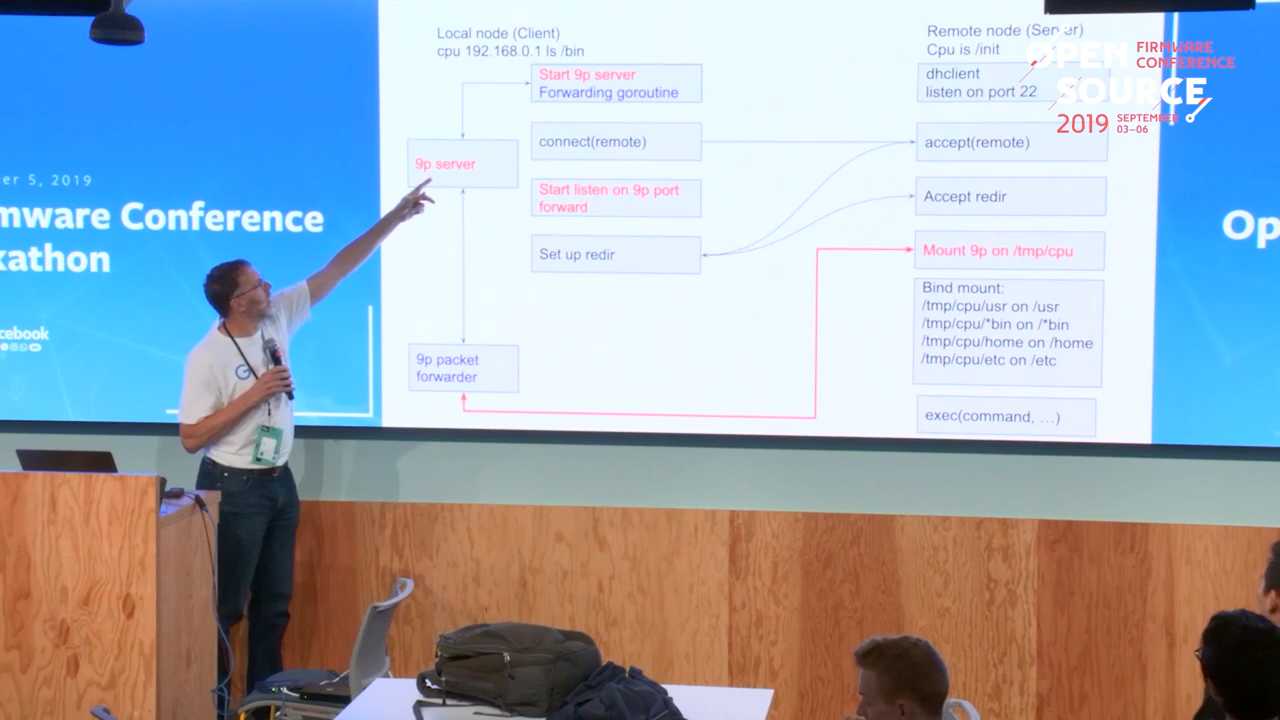 er 5, 2019
mware Conference
kathon
cebook
Local node (Client)
cpu 192.168.0.1 ls /bin
Start 9p server
Forwarding goroutine
connect(remote)
9p server
Start listen on 9p port
forward
Set up redir
9p packet
forwarder
Remote node (Server)
Cpu is /init
dhclient
listen on port 22
accept(remote)
Accept redir
Mount 9p on /tmp/cpu
Bind mount:
/tmp/cpu/usr on /usr
/tmp/cpu/*bin on /*bin
/tmp/cpu/home on /home
/tmp/cpu/etc on /etc
exec(command, …)
Op
OPEN FIRMWARE
CONFERENCE
SOURCE
2019 SEPTEMBER
03–06
G